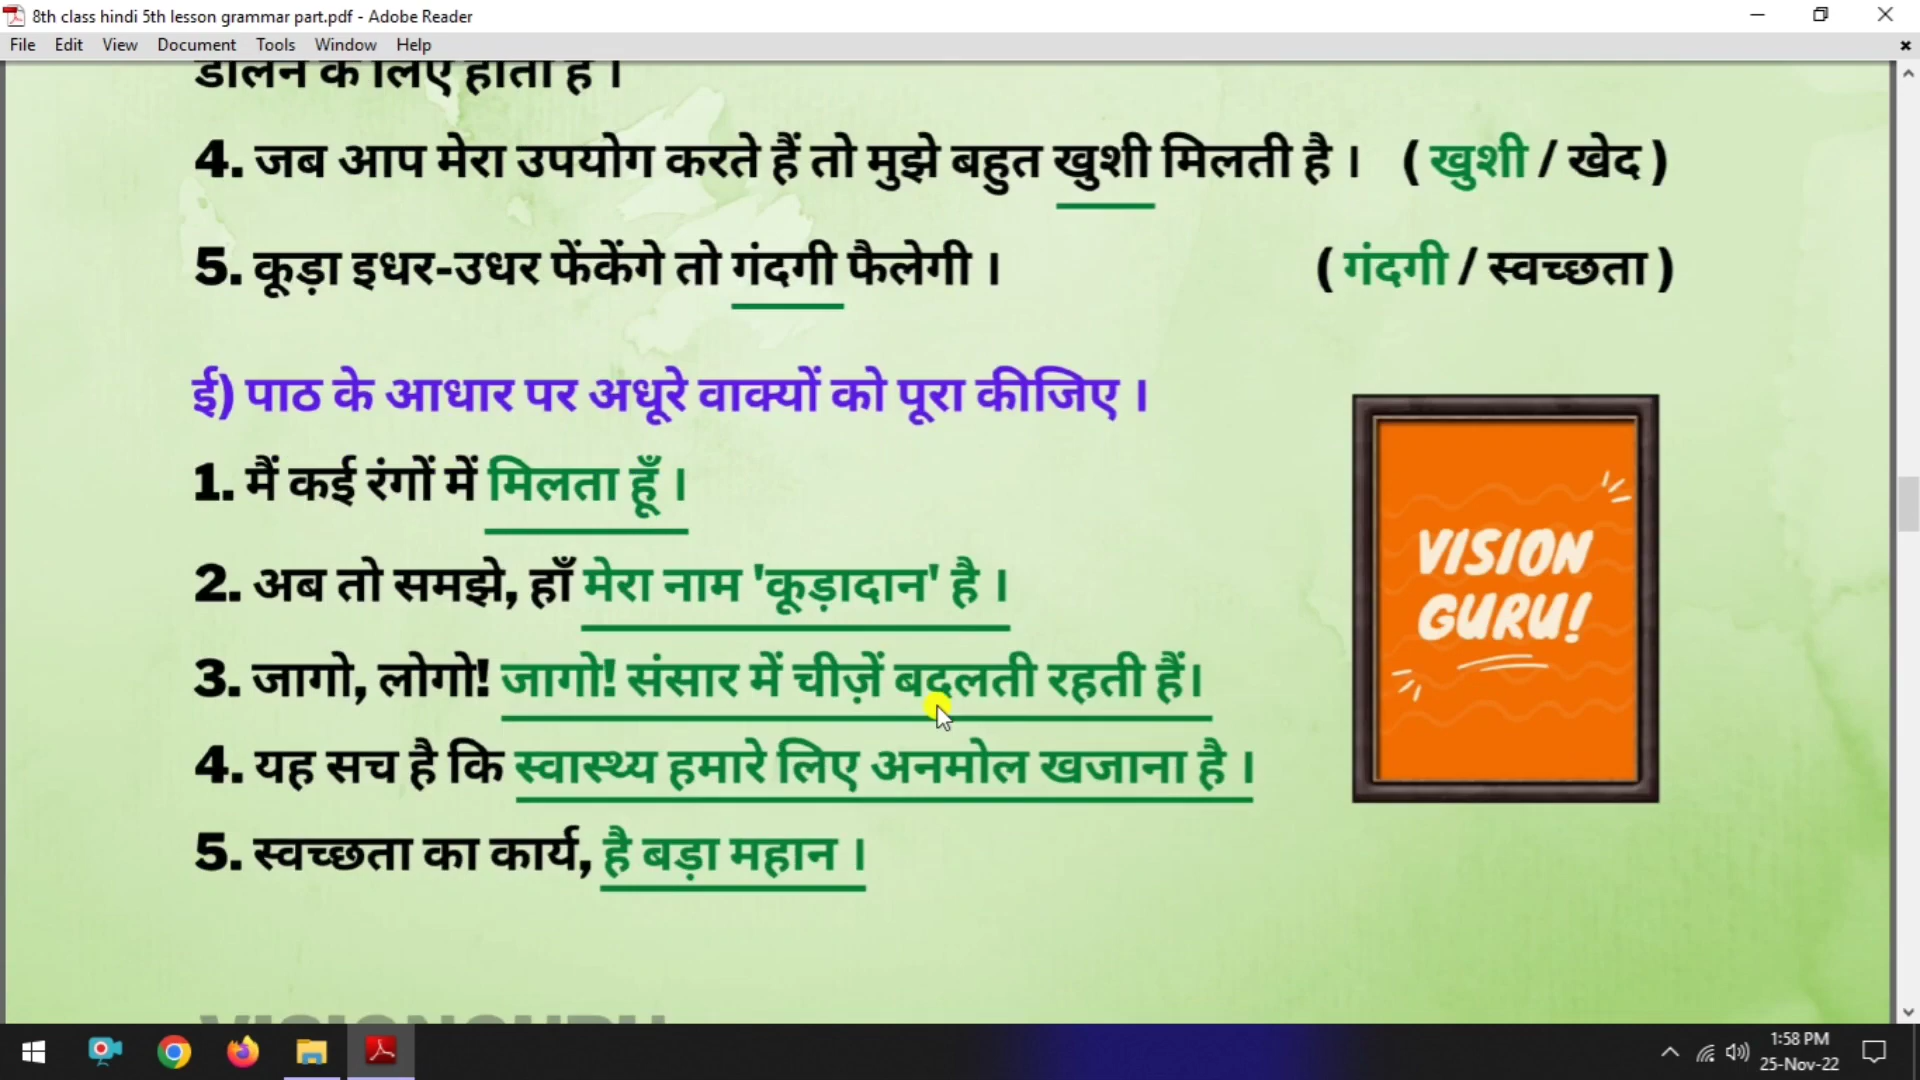 8th class hindi 5th lesson grammar part.pdf - Adobe Reader
File Edit View Document Tools Window Help
डालने के लिए होता है ।
4. जब आप मेरा उपयोग करते हैं तो मुझे बहुत खुशी मिलती है । ( खुशी / खेद )
5. कूड़ा इधर-उधर फेंकेंगे तो गंदगी फैलेगी । ( गंदगी / स्वच्छता )
ई) पाठ के आधार पर अधूरे वाक्यों को पूरा कीजिए ।
1. मैं कई रंगों में मिलता हूँ ।
2. अब तो समझे, हाँ मेरा नाम 'कूड़ादान' है ।
3. जागो, लोगो! जागो! संसार में चीज़ें बदलती रहती हैं।
4. यह सच है कि स्वास्थ्य हमारे लिए अनमोल खजाना है ।
5. स्वच्छता का कार्य, है बड़ा महान ।
VISION
GURU!
VISIONGURU
1:58 PM
25-Nov-22